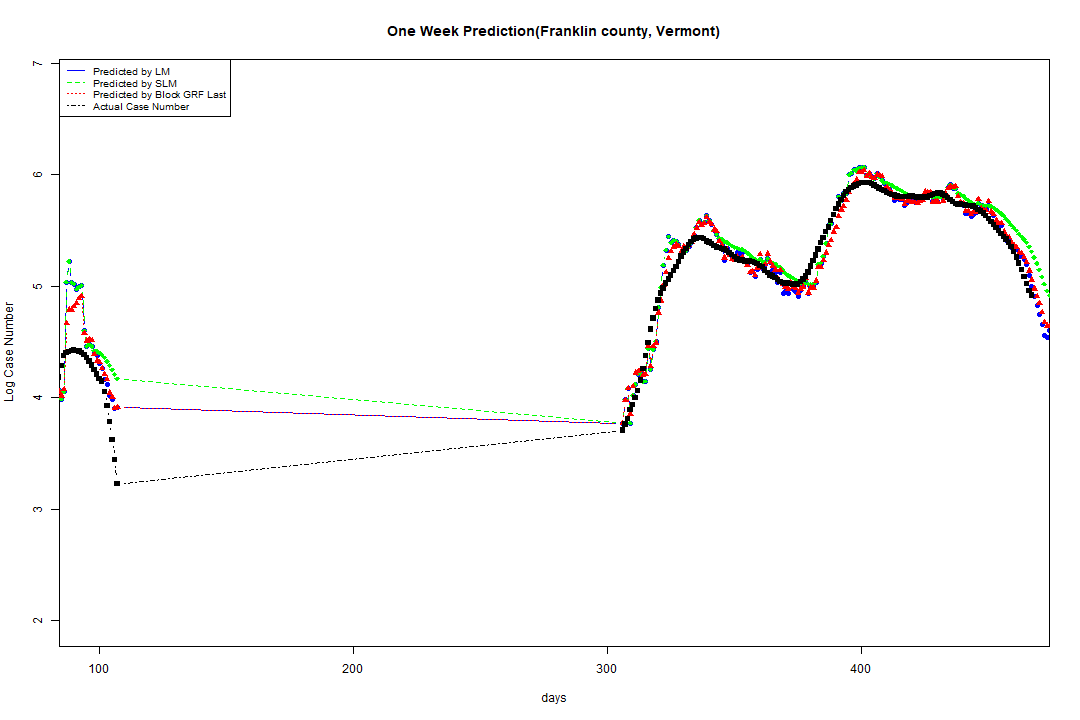 One Week Prediction(Franklin county, Vermont)
Predicted by LM
Predicted by SLM
Predicted by Block GRF Last
Actual Case Number
7
6
5
4
3
2
Log Case Number
100 200 300 400
days